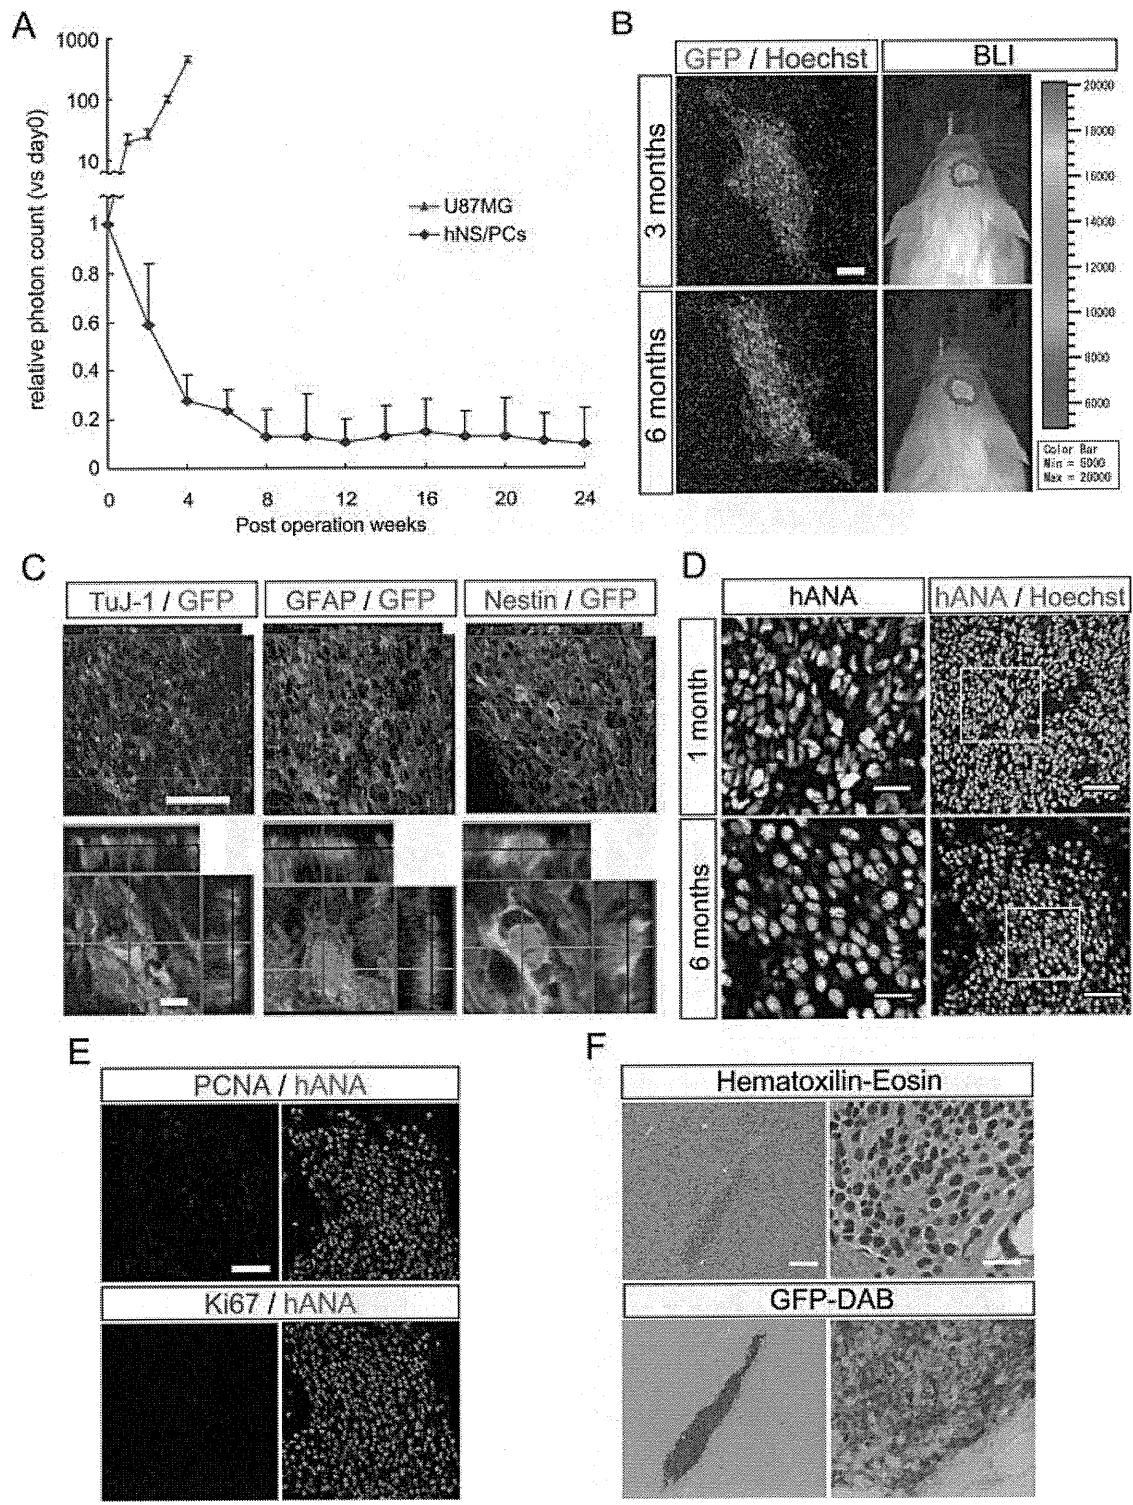 A
1000
100
10
1
0.8
0.6
0.4
0.2
0
relative photon count (vs day0)
U87MG
hNS/PCs
0 4 8 12 16 20 24
Post operation weeks
B
GFP / Hoechst
BLI
3 months
6 months
20000
18000
16000
14000
12000
10000
8000
6000
Color Bar
Min = 5000
Max = 20000
C
TuJ-1 / GFP
GFAP / GFP
Nestin / GFP
D
hANA
hANA / Hoechst
1 month
6 months
E
PCNA / hANA
Ki67 / hANA
F
Hematoxilin-Eosin
GFP-DAB